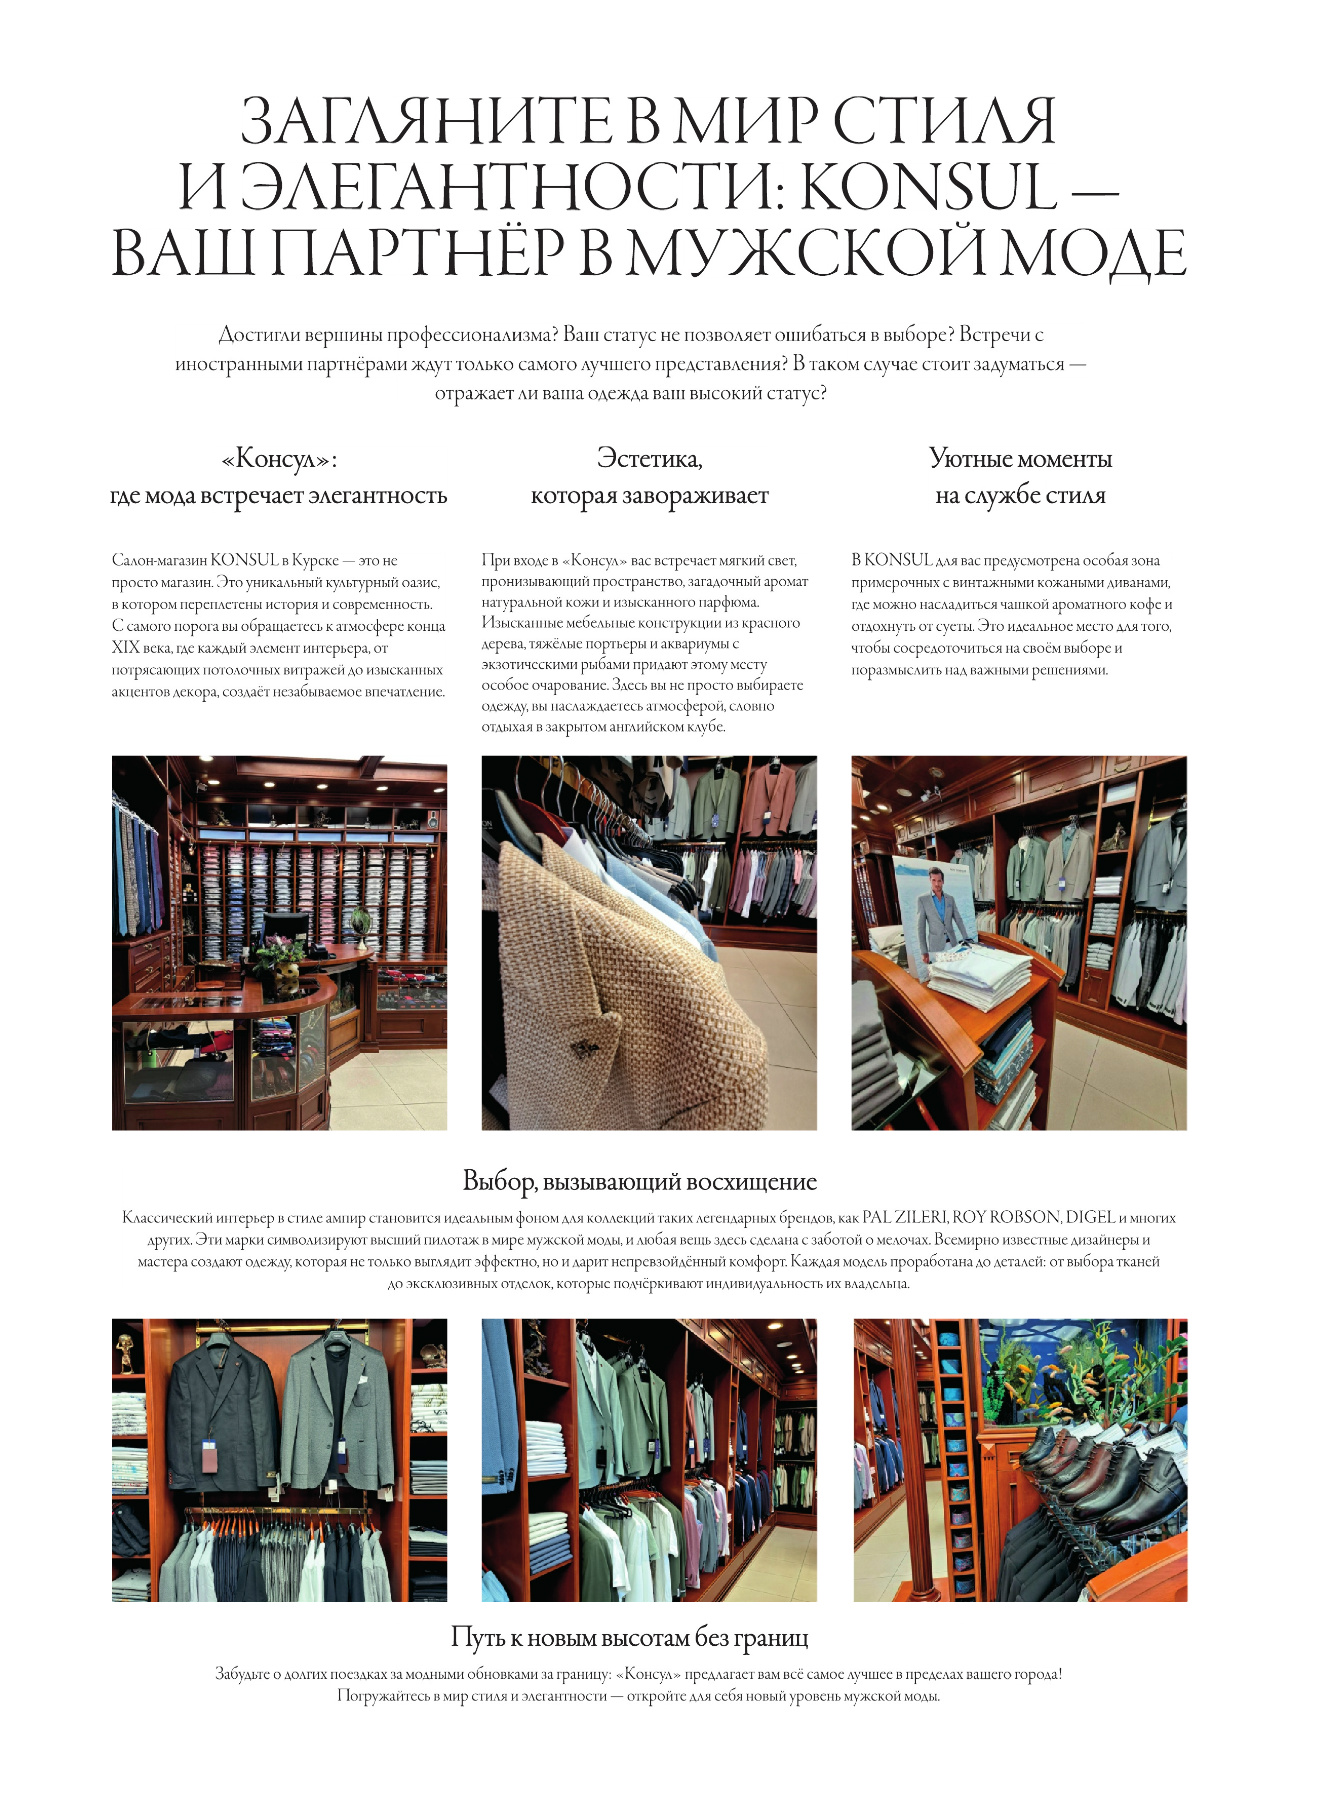 ЗАГЛЯНИТЕ В МИР СТИЛЯ
И ЭЛЕГАНТНОСТИ: KONSUL —
ВАШ ПАРТНЁР В МУЖСКОЙ МОДЕ
Достигли вершины профессионализма? Ваш статус не позволяет ошибаться в выборе? Встречи с
иностранными партнёрами ждут только самого лучшего представления? В таком случае стоит задуматься —
отражает ли ваша одежда ваш высокий статус?
«Консул»:
где мода встречает элегантность
Салон-магазин KONSUL в Курске — это не
просто магазин. Это уникальный культурный оазис,
в котором переплетены история и современность.
С самого порога вы обращаетесь к атмосфере конца
XIX века, где каждый элемент интерьера, от
потрясающих потолочных витражей до изысканных
акцентов декора, создаёт незабываемое впечатление.
Эстетика,
которая завораживает
При входе в «Консул» вас встречает мягкий свет,
пронизывающий пространство, загадочный аромат
натуральной кожи и изысканного парфюма.
Изысканные мебельные конструкции из красного
дерева, тяжёлые портьеры и аквариумы с
экзотическими рыбами придают этому месту
особое очарование. Здесь вы не просто выбираете
одежду, вы наслаждаетесь атмосферой, словно
отдыхая в закрытом английском клубе.
Уютные моменты
на службе стиля
В KONSUL для вас предусмотрена особая зона
примерочных с винтажными кожаными диванами,
где можно насладиться чашкой ароматного кофе и
отдохнуть от суеты. Это идеальное место для того,
чтобы сосредоточиться на своём выборе и
поразмыслить над важными решениями.
Выбор, вызывающий восхищение
Классический интерьер в стиле ампир становится идеальным фоном для коллекций таких легендарных брендов, как PAL ZILERI, ROY ROBSON, DIGEL и многих
других. Эти марки символизируют высший пилотаж в мире мужской моды, и любая вещь здесь сделана с заботой о мелочах. Всемирно известные дизайнеры и
мастера создают одежду, которая не только выглядит эффектно, но и дарит непревзойдённый комфорт. Каждая модель проработана до деталей: от выбора тканей
до эксклюзивных отделок, которые подчёркивают индивидуальность их владельца.
Путь к новым высотам без границ
Забудьте о долгих поездках за модными обновками за границу: «Консул» предлагает вам всё самое лучшее в пределах вашего города!
Погружайтесь в мир стиля и элегантности — откройте для себя новый уровень мужской моды.